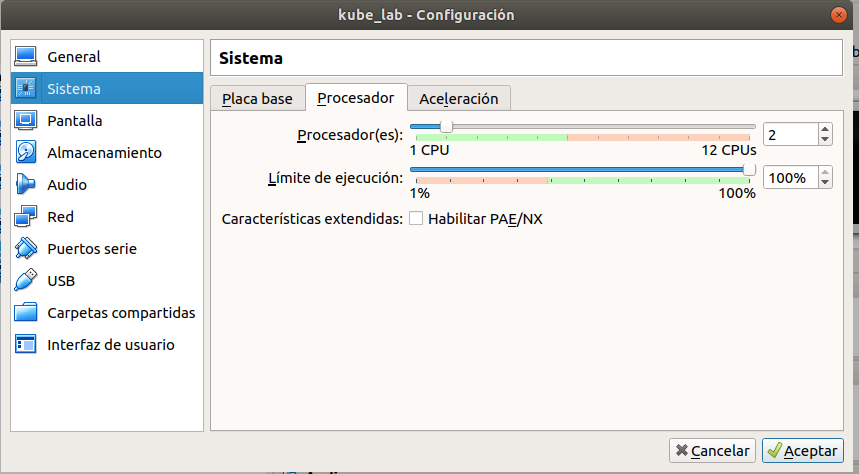 kube_lab - Configuración
General
Sistema
Pantalla
Almacenamiento
Audio
Red
Puertos serie
USB
Carpetas compartidas
Interfaz de usuario
Sistema
Placa base Procesador Aceleración
Procesador(es): 2
1 CPU 12 CPUs
Límite de ejecución: 100%
1% 100%
Características extendidas: Habilitar PAE/NX
Cancelar Aceptar